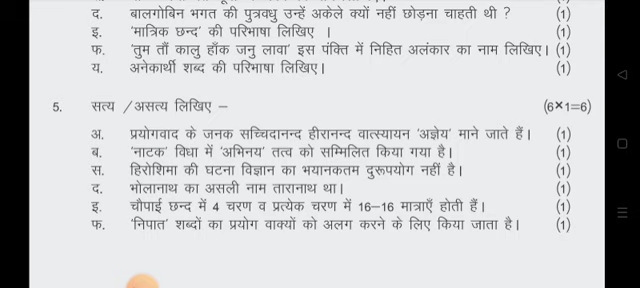 द. बालगोबिन भगत की पुत्रवधु उन्हें अकेले क्यों नहीं छोड़ना चाहती थी ? (1)
इ. 'मात्रिक छन्द' की परिभाषा लिखिए । (1)
फ. 'तुम तौं कालु हाँक जनु लावा' इस पंक्ति में निहित अलंकार का नाम लिखिए। (1)
य. अनेकार्थी शब्द की परिभाषा लिखिए। (1)
5. सत्य /असत्य लिखिए – (6×1=6)
अ. प्रयोगवाद के जनक सच्चिदानन्द हीरानन्द वात्स्यायन 'अज्ञेय' माने जाते हैं। (1)
ब. 'नाटक' विधा में 'अभिनय' तत्व को सम्मिलित किया गया है। (1)
स. हिरोशिमा की घटना विज्ञान का भयानकतम दुरूपयोग नहीं है। (1)
द. भोलानाथ का असली नाम तारानाथ था। (1)
इ. चौपाई छन्द में 4 चरण व प्रत्येक चरण में 16–16 मात्राएँ होती हैं। (1)
फ. 'निपात' शब्दों का प्रयोग वाक्यों को अलग करने के लिए किया जाता है। (1)